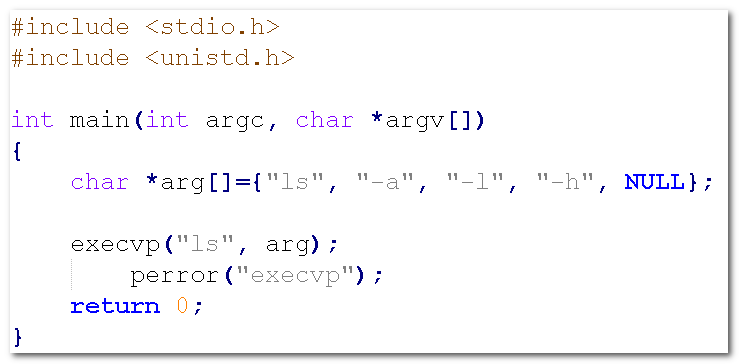 #include <stdio.h>
#include <unistd.h>
int main(int argc, char *argv[])
{
char *arg[]={"ls", "-a", "-l", "-h", NULL};
execvp("ls", arg);
perror("execvp");
return 0;
}